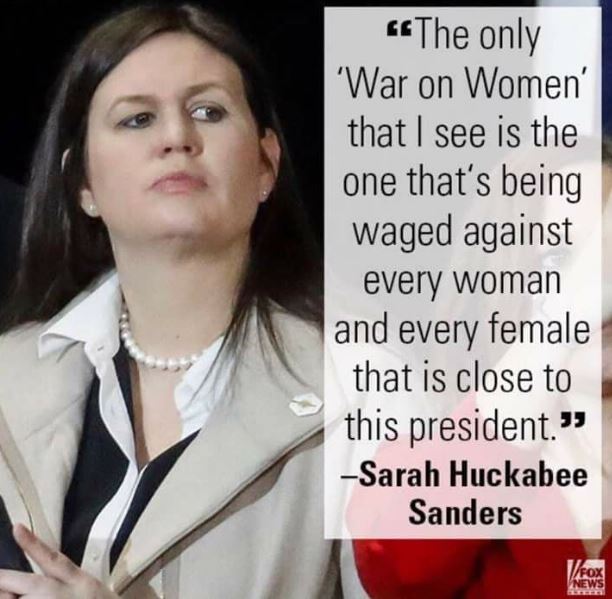 “The only
‘War on Women’
that I see is the
one that’s being
waged against
every woman
and every female
that is close to
this president.”
–Sarah Huckabee
Sanders
FOX
NEWS
channel